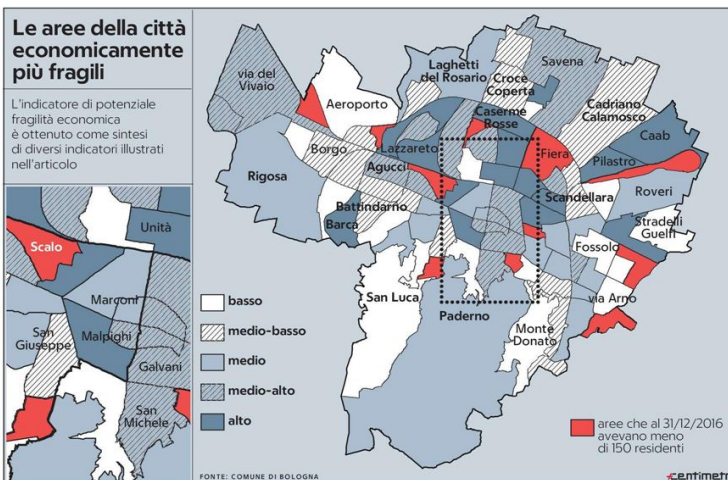 Le aree della città
economicamente
più fragili
L'indicatore di potenziale
fragilità economica
è ottenuto come sintesi
di diversi indicatori illustrati
nell'articolo
Unità
Scalo
Marconi
San
Giuseppe
Malpighi
Galvani
San
Michele
via del
Vivaio
Aeroporto
Laghetti
del Rosario
Croce
Coperta
Savena
Caserme
Rosse
Cadriano
Calamosco
Caab
Borgo
Lazzareto
Fiera
Pilastro
Rigosa
Agucci
Roveri
Battindarno
Scandellara
Barca
Stradelli
Guelfi
Fossolo
San Luca
via Arno
Paderno
Monte
Donato
basso
medio-basso
medio
medio-alto
alto
aree che al 31/12/2016
avevano meno
di 150 residenti
FONTE: COMUNE DI BOLOGNA
centimetri